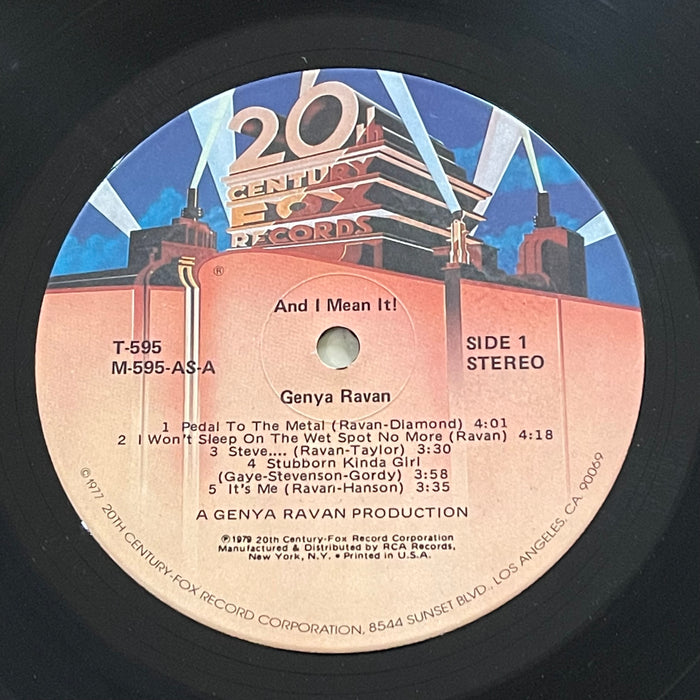 20th
CENTURY
FOX
RECORDS
®
And I Mean It!
T-595
M-595-AS-A
SIDE 1
STEREO
Genya Ravan
1 Pedal To The Metal (Ravan-Diamond) 4:01
2 I Won't Sleep On The Wet Spot No More (Ravan) 4:18
3 Steve.... (Ravan-Taylor) 3:30
4 Stubborn Kinda Girl
(Gaye-Stevenson-Gordy) 3:58
5 It's Me (Ravan-Hanson) 3:35
A GENYA RAVAN PRODUCTION
℗1979 20th Century-Fox Record Corporation
Manufactured & Distributed by RCA Records,
New York, N.Y. • Printed in U.S.A.
©1977 20TH CENTURY-FOX RECORD CORPORATION, 8544 SUNSET BLVD., LOS ANGELES, CA 90069